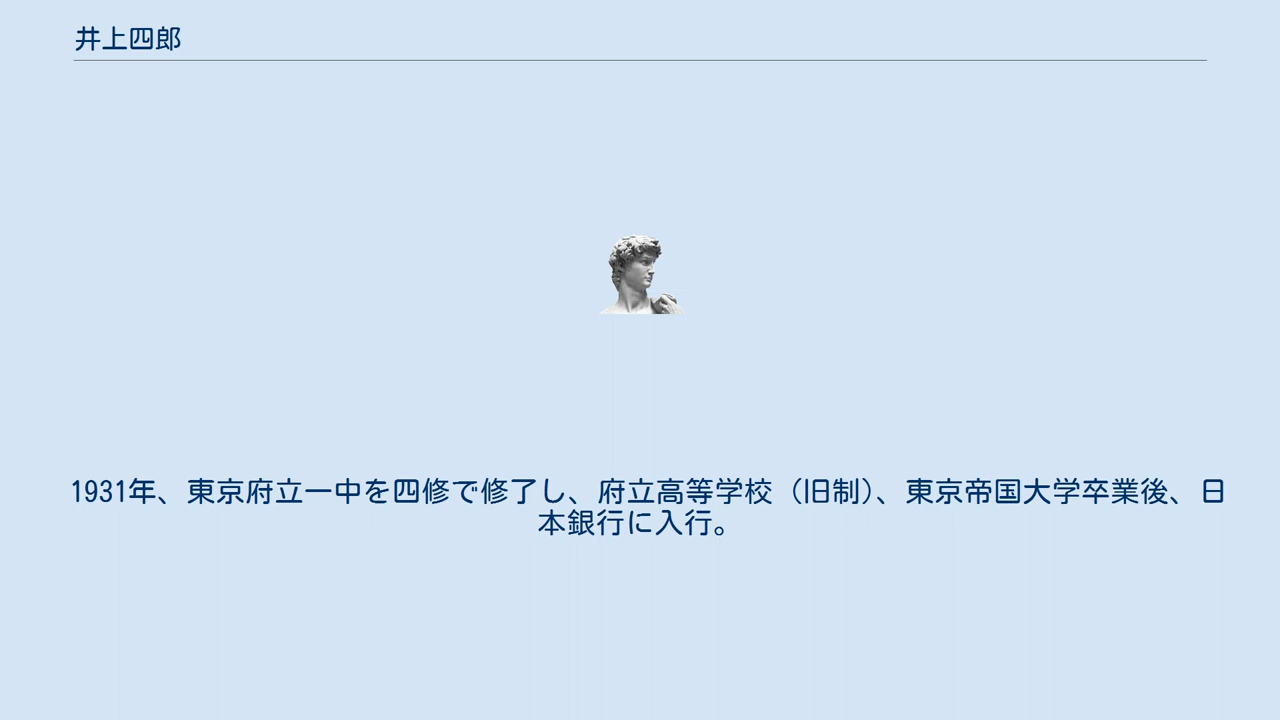 井上四郎
1931年、東京府立一中を四修で修了し、府立高等学校（旧制）、東京帝国大学卒業後、日
本銀行に入行。